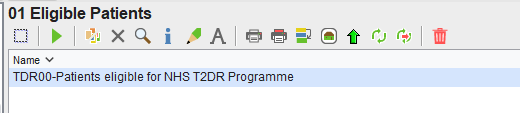 01 Eligible Patients
Name
TDR00-Patients eligible for NHS T2DR Programme